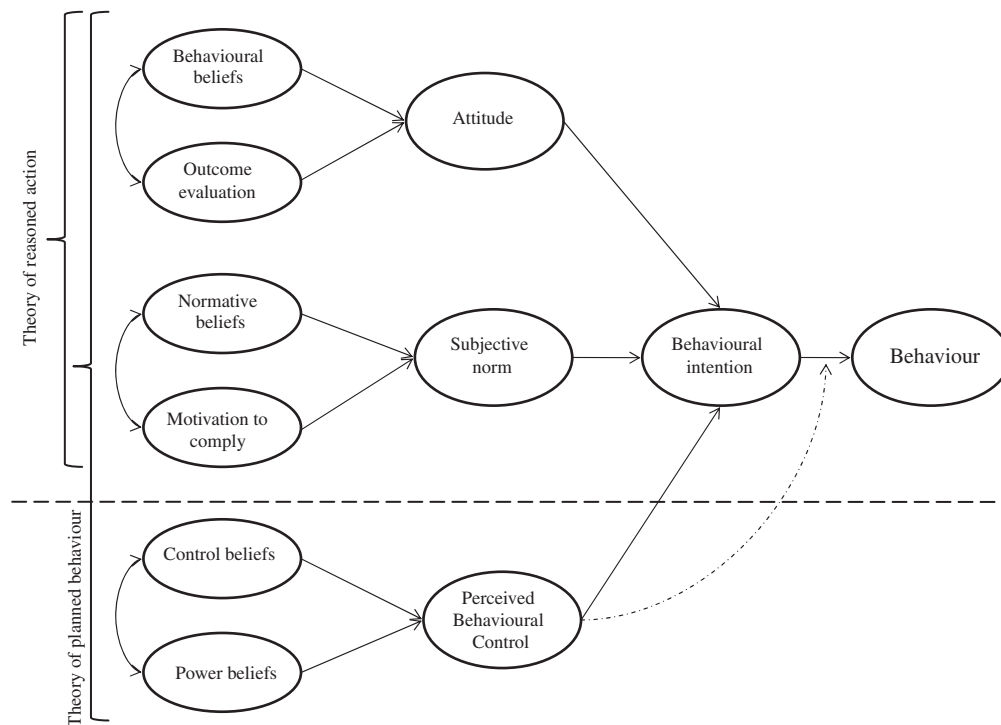 Theory of reasoned action
Theory of planned behaviour
Behavioural
beliefs
Outcome
evaluation
Attitude
Normative
beliefs
Motivation to
comply
Subjective
norm
Behavioural
intention
Behaviour
Control beliefs
Power beliefs
Perceived
Behavioural
Control